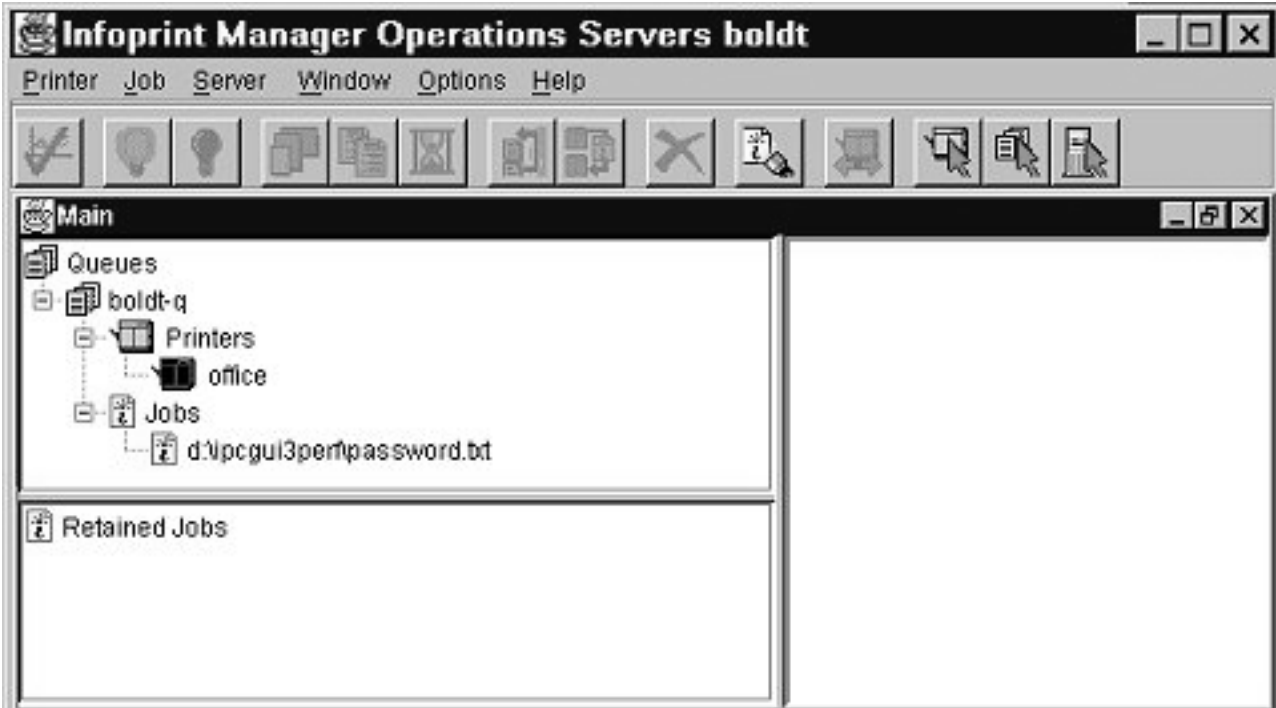 Infoprint Manager Operations Servers boldt
Printer Job Server Window Options Help
Main
Queues
boldt-q
Printers
office
Jobs
d:\ipcgui3perf\password.txt
Retained Jobs